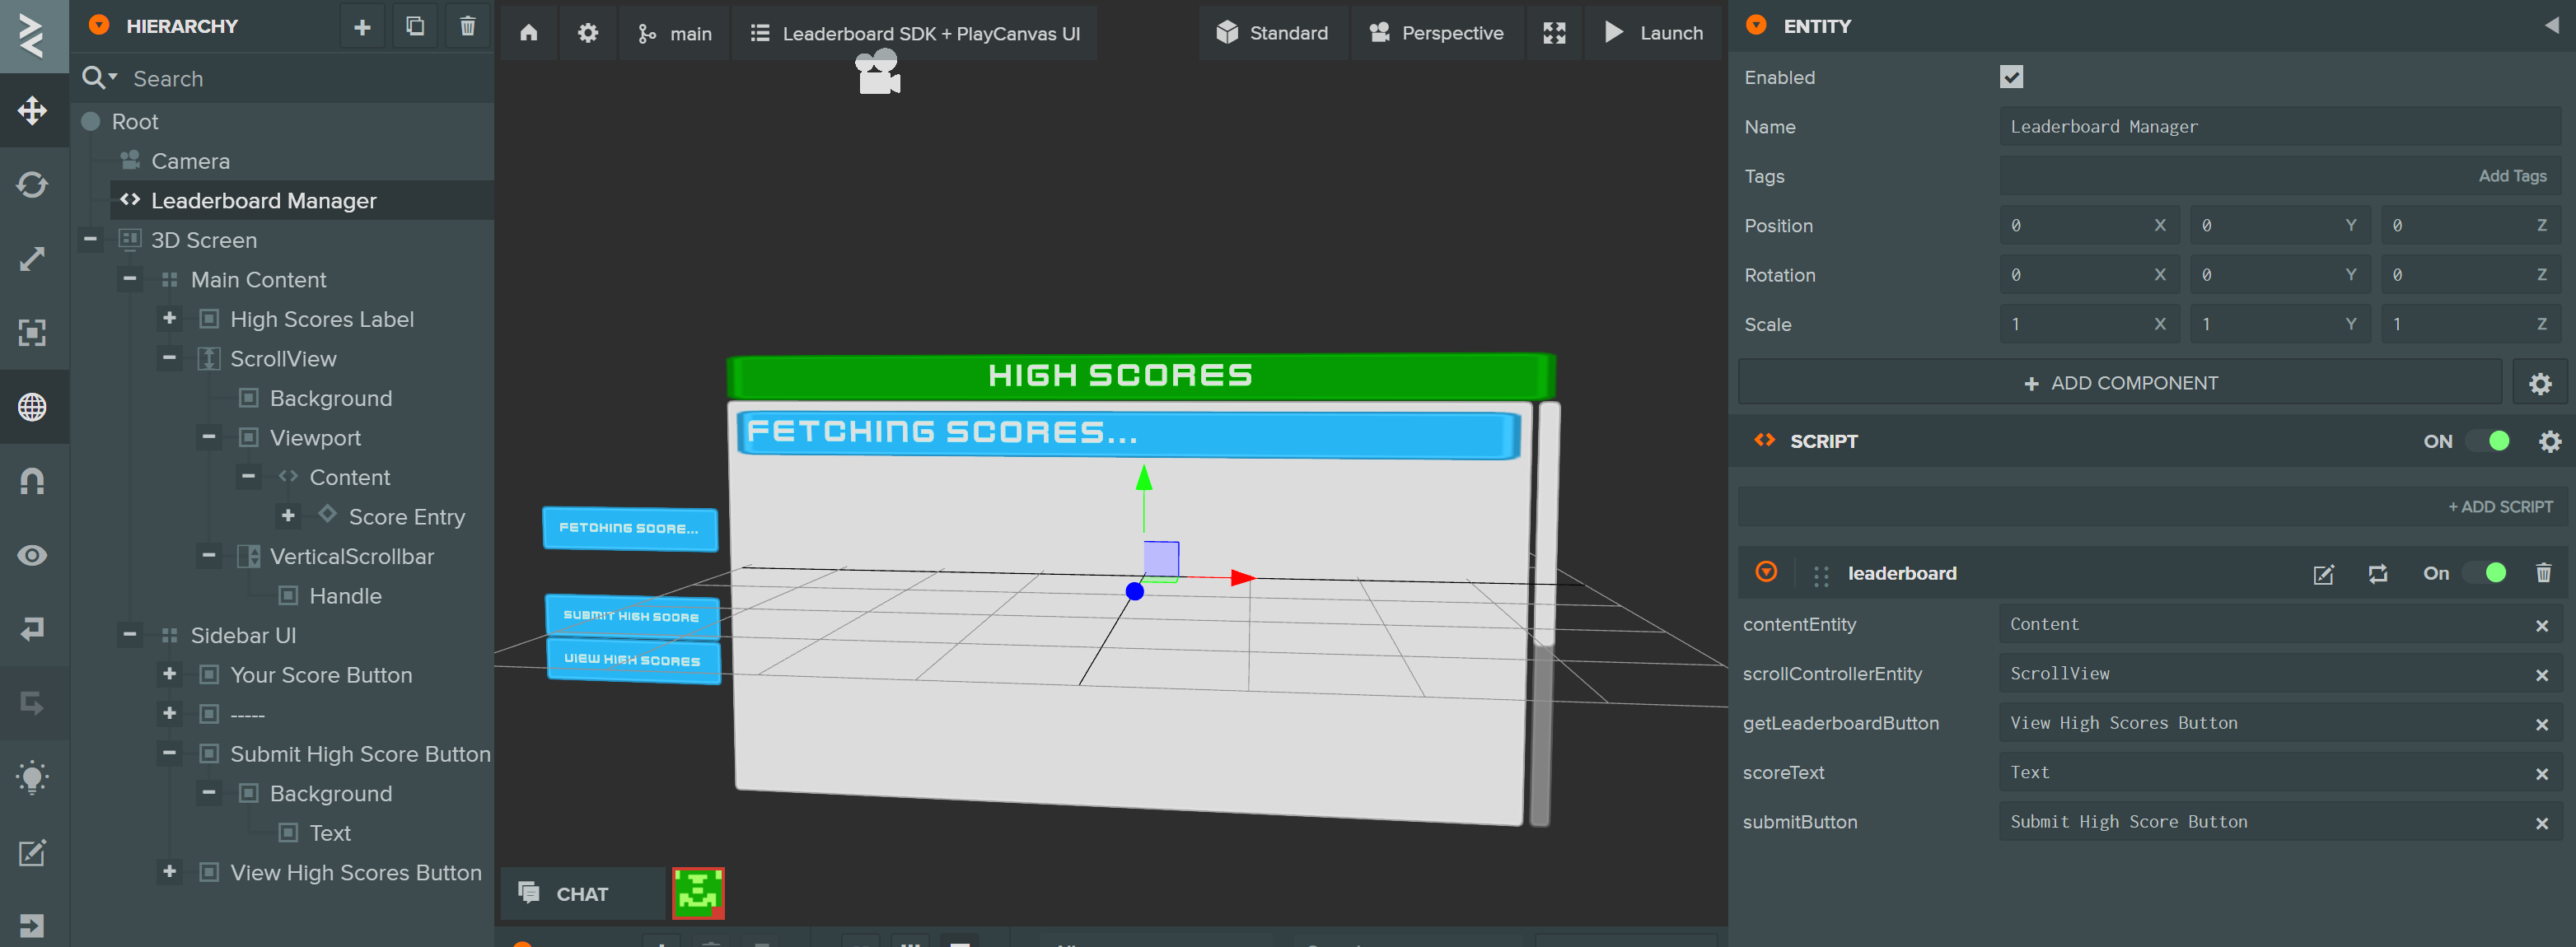 HIERARCHY
Search
Root
Camera
Leaderboard Manager
3D Screen
Main Content
High Scores Label
ScrollView
Background
Viewport
Content
Score Entry
VerticalScrollbar
Handle
Sidebar UI
Your Score Button
-----
Submit High Score Button
Background
Text
View High Scores Button
main
Leaderboard SDK + PlayCanvas UI
Standard
Perspective
Launch
HIGH SCORES
FETCHING SCORES...
FETCHING SCORE...
SUBMIT HIGH SCORE
VIEW HIGH SCORES
CHAT
ENTITY
Enabled
Name Leaderboard Manager
Tags Add Tags
Position 0 X 0 Y 0 Z
Rotation 0 X 0 Y 0 Z
Scale 1 X 1 Y 1 Z
+ ADD COMPONENT
SCRIPT ON
+ ADD SCRIPT
leaderboard On
contentEntity Content
scrollControllerEntity ScrollView
getLeaderboardButton View High Scores Button
scoreText Text
submitButton Submit High Score Button